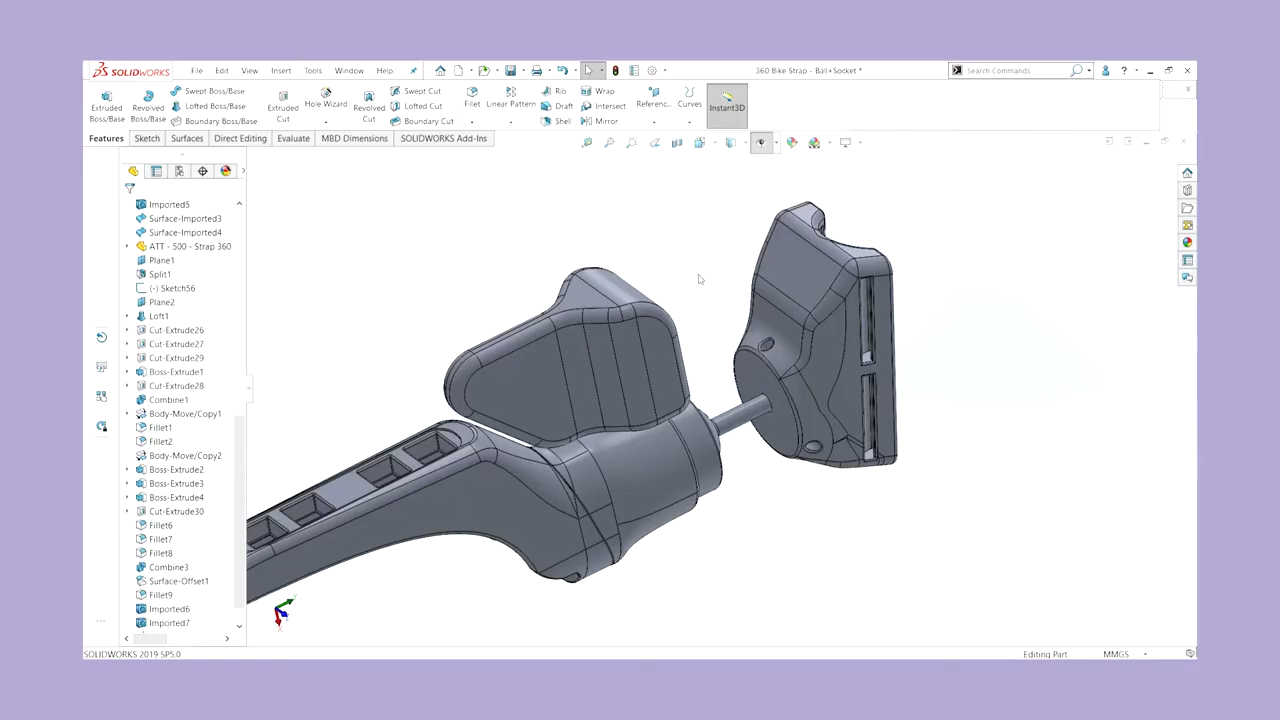 SOLIDWORKS File Edit View Insert Tools Window Help 360 Bike Strap - Ball+Socket * Search Commands ?
Extruded Boss/Base Revolved Boss/Base Swept Boss/Base Lofted Boss/Base Boundary Boss/Base Extruded Cut Hole Wizard Revolved Cut Swept Cut Lofted Cut Boundary Cut Fillet Linear Pattern Rib Draft Shell Wrap Intersect Mirror Referenc... Curves Instant3D
Features Sketch Surfaces Direct Editing Evaluate MBD Dimensions SOLIDWORKS Add-Ins
Imported5
Surface-Imported3
Surface-Imported4
ATT - 500 - Strap 360
Plane1
Split1
(-) Sketch56
Plane2
Loft1
Cut-Extrude26
Cut-Extrude27
Cut-Extrude29
Boss-Extrude1
Cut-Extrude28
Combine1
Body-Move/Copy1
Fillet1
Fillet2
Body-Move/Copy2
Boss-Extrude2
Boss-Extrude3
Boss-Extrude4
Cut-Extrude30
Fillet6
Fillet7
Fillet8
Combine3
Surface-Offset1
Fillet9
Imported6
Imported7
SOLIDWORKS 2019 SP5.0 Editing Part MMGS